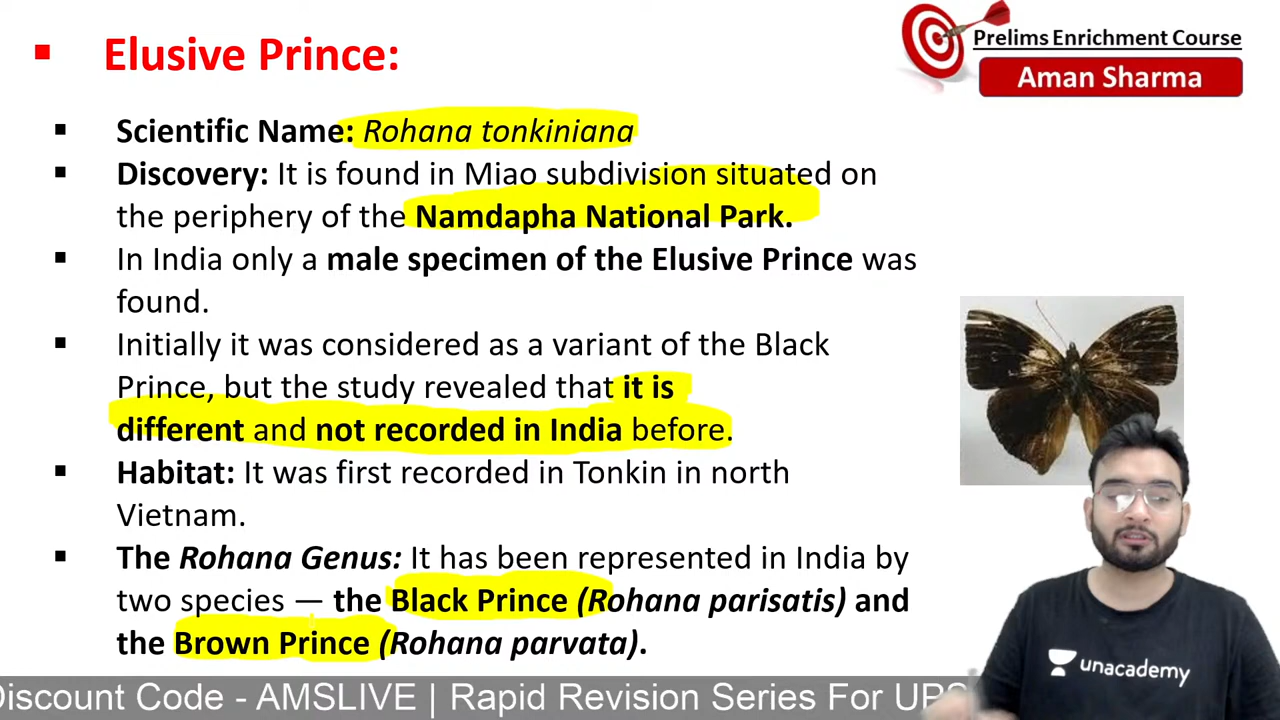 ▪ Elusive Prince:
Prelims Enrichment Course
Aman Sharma
▪ Scientific Name: Rohana tonkiniana
▪ Discovery: It is found in Miao subdivision situated on
the periphery of the Namdapha National Park.
▪ In India only a male specimen of the Elusive Prince was
found.
▪ Initially it was considered as a variant of the Black
Prince, but the study revealed that it is
different and not recorded in India before.
▪ Habitat: It was first recorded in Tonkin in north
Vietnam.
▪ The Rohana Genus: It has been represented in India by
two species — the Black Prince (Rohana parisatis) and
the Brown Prince (Rohana parvata).
unacademy
Discount Code - AMSLIVE | Rapid Revision Series For UPS